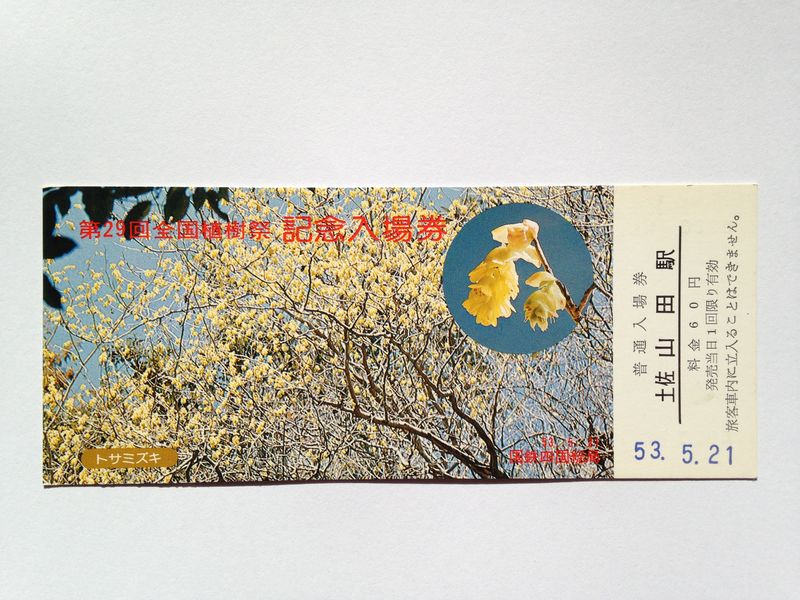 第29回全国植樹祭 記念入場券
トサミズキ
53.5.21
国鉄四国総局
普通入場券
土佐山田駅
料金60円
発売当日1回限り有効
旅客車内に立入ることはできません。
53. 5.21